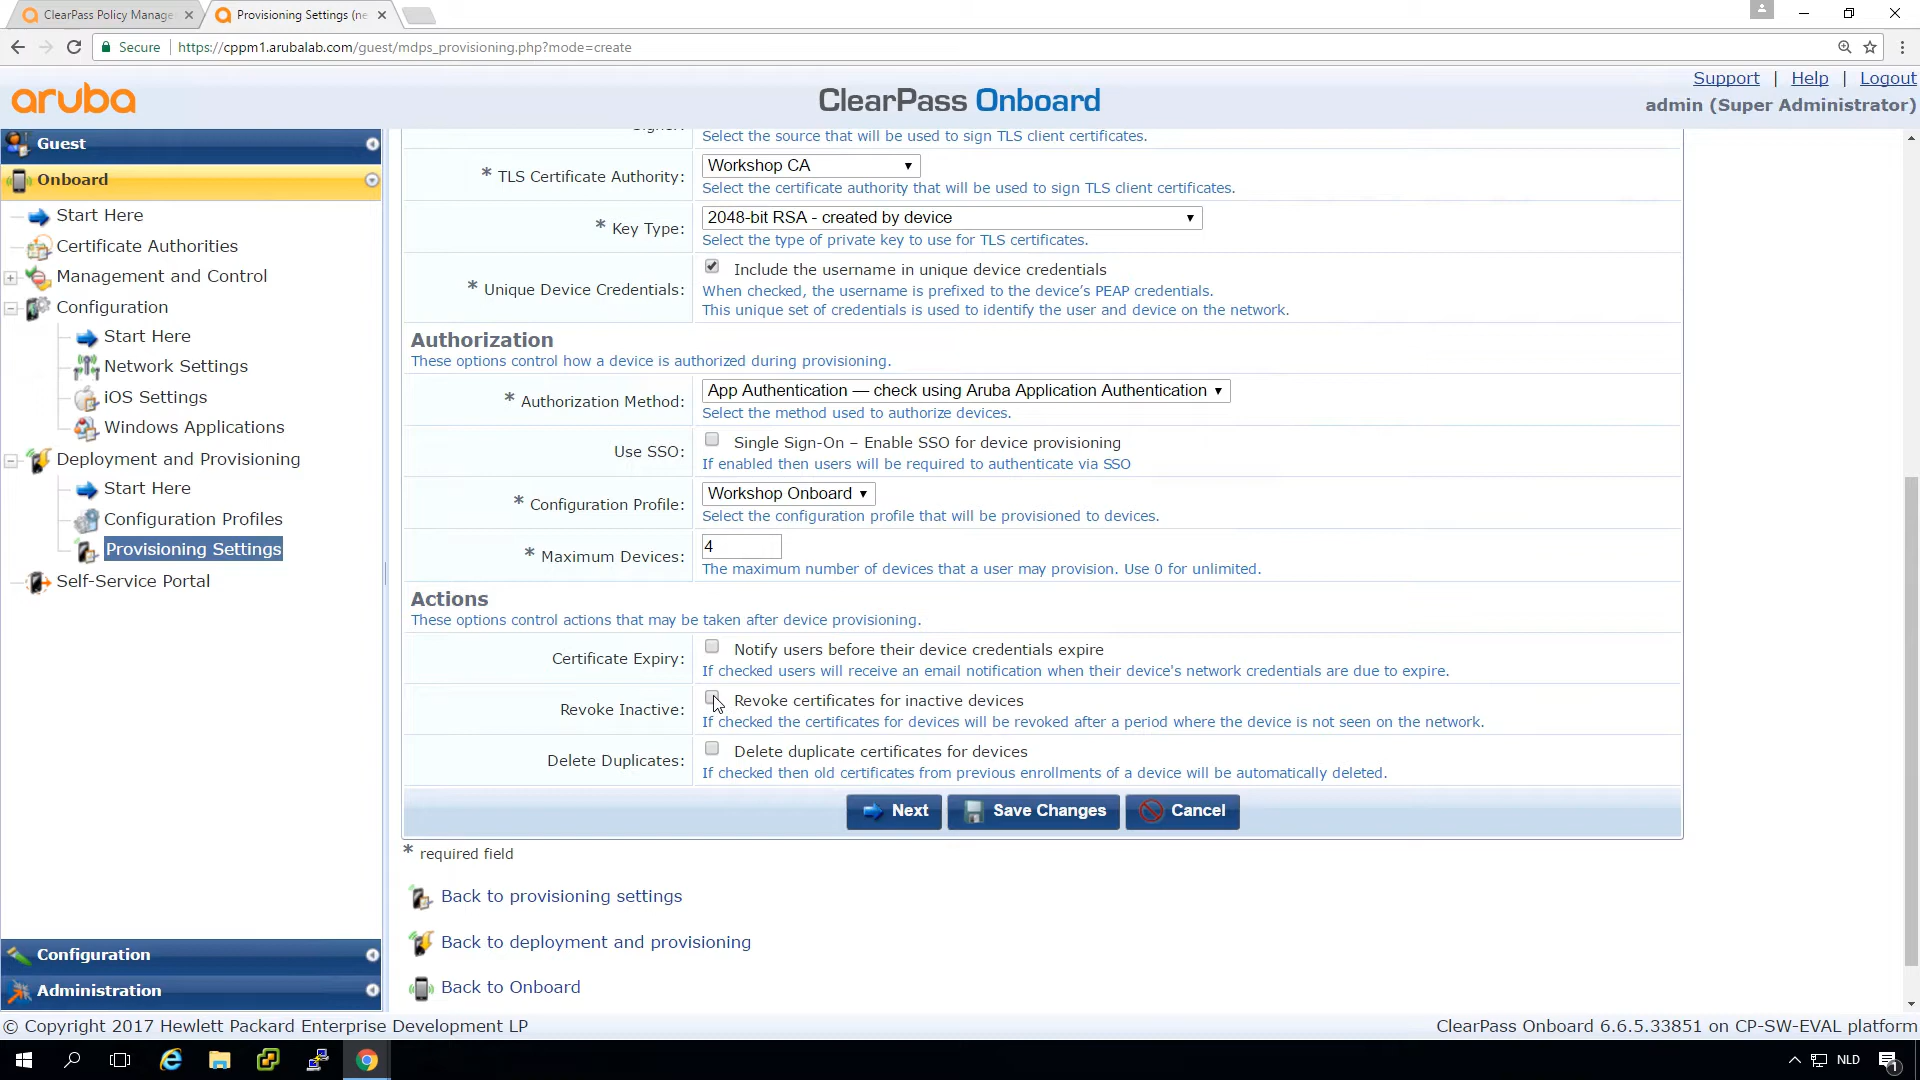 ClearPass Policy Manage
Provisioning Settings (ne
Secure
https://cppm1.arubalab.com/guest/mdps_provisioning.php?mode=create
aruba
ClearPass Onboard
Support | Help | Logout
admin (Super Administrator)
Guest
Onboard
Start Here
Certificate Authorities
Management and Control
Configuration
Start Here
Network Settings
iOS Settings
Windows Applications
Deployment and Provisioning
Start Here
Configuration Profiles
Provisioning Settings
Self-Service Portal
Configuration
Administration
Signer:
Select the source that will be used to sign TLS client certificates.
* TLS Certificate Authority:
Workshop CA
Select the certificate authority that will be used to sign TLS client certificates.
* Key Type:
2048-bit RSA - created by device
Select the type of private key to use for TLS certificates.
* Unique Device Credentials:
Include the username in unique device credentials
When checked, the username is prefixed to the device’s PEAP credentials.
This unique set of credentials is used to identify the user and device on the network.
Authorization
These options control how a device is authorized during provisioning.
* Authorization Method:
App Authentication — check using Aruba Application Authentication
Select the method used to authorize devices.
Use SSO:
Single Sign-On – Enable SSO for device provisioning
If enabled then users will be required to authenticate via SSO
* Configuration Profile:
Workshop Onboard
Select the configuration profile that will be provisioned to devices.
* Maximum Devices:
4
The maximum number of devices that a user may provision. Use 0 for unlimited.
Actions
These options control actions that may be taken after device provisioning.
Certificate Expiry:
Notify users before their device credentials expire
If checked users will receive an email notification when their device's network credentials are due to expire.
Revoke Inactive:
Revoke certificates for inactive devices
If checked the certificates for devices will be revoked after a period where the device is not seen on the network.
Delete Duplicates:
Delete duplicate certificates for devices
If checked then old certificates from previous enrollments of a device will be automatically deleted.
Next
Save Changes
Cancel
* required field
Back to provisioning settings
Back to deployment and provisioning
Back to Onboard
© Copyright 2017 Hewlett Packard Enterprise Development LP
ClearPass Onboard 6.6.5.33851 on CP-SW-EVAL platform
NLD
1